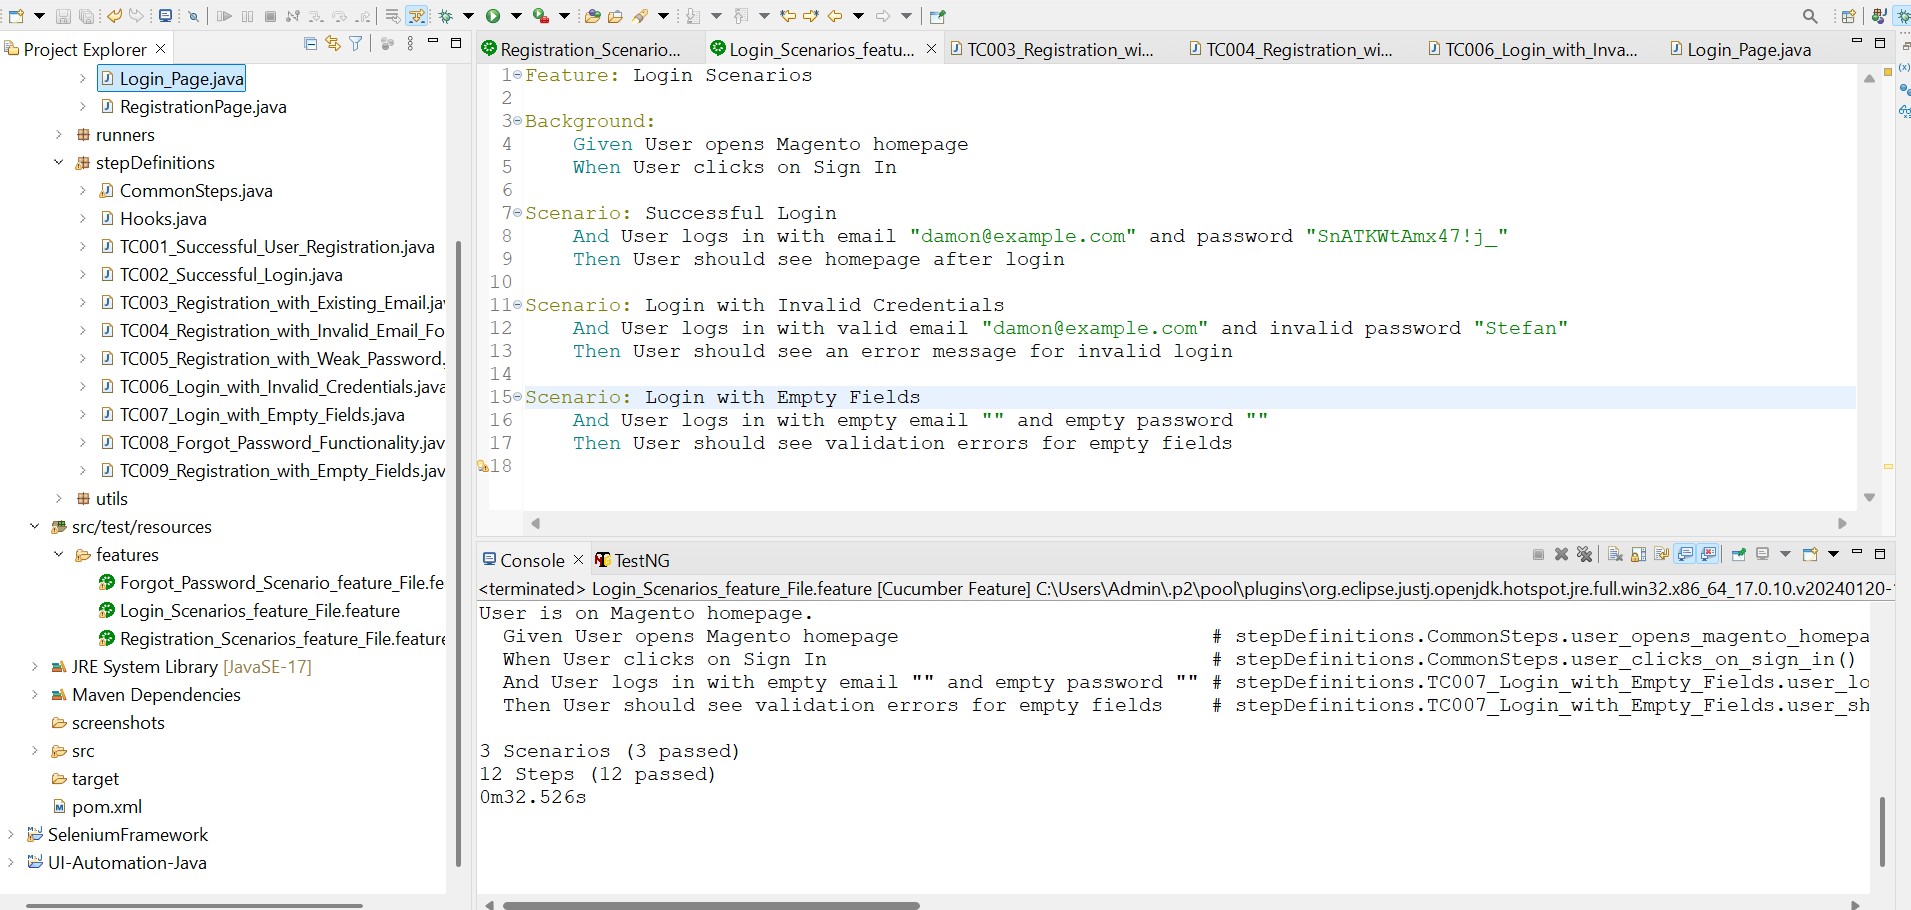 Project Explorer
Login_Page.java
RegistrationPage.java
runners
stepDefinitions
CommonSteps.java
Hooks.java
TC001_Successful_User_Registration.java
TC002_Successful_Login.java
TC003_Registration_with_Existing_Email.jav
TC004_Registration_with_Invalid_Email_Fo
TC005_Registration_with_Weak_Password.
TC006_Login_with_Invalid_Credentials.java
TC007_Login_with_Empty_Fields.java
TC008_Forgot_Password_Functionality.jav
TC009_Registration_with_Empty_Fields.jav
utils
src/test/resources
features
Forgot_Password_Scenario_feature_File.fe
Login_Scenarios_feature_File.feature
Registration_Scenarios_feature_File.feature
JRE System Library [JavaSE-17]
Maven Dependencies
screenshots
src
target
pom.xml
SeleniumFramework
UI-Automation-Java
Registration_Scenario... Login_Scenarios_featu... TC003_Registration_wi... TC004_Registration_wi... TC006_Login_with_Inva... Login_Page.java
1 Feature: Login Scenarios
2
3 Background:
4 Given User opens Magento homepage
5 When User clicks on Sign In
6
7 Scenario: Successful Login
8 And User logs in with email "damon@example.com" and password "SnATKWtAmx47!j_"
9 Then User should see homepage after login
10
11 Scenario: Login with Invalid Credentials
12 And User logs in with valid email "damon@example.com" and invalid password "Stefan"
13 Then User should see an error message for invalid login
14
15 Scenario: Login with Empty Fields
16 And User logs in with empty email "" and empty password ""
17 Then User should see validation errors for empty fields
18
Console TestNG
<terminated> Login_Scenarios_feature_File.feature [Cucumber Feature] C:\Users\Admin\.p2\pool\plugins\org.eclipse.justj.openjdk.hotspot.jre.full.win32.x86_64_17.0.10.v20240120-
User is on Magento homepage.
Given User opens Magento homepage # stepDefinitions.CommonSteps.user_opens_magento_homepa
When User clicks on Sign In # stepDefinitions.CommonSteps.user_clicks_on_sign_in()
And User logs in with empty email "" and empty password "" # stepDefinitions.TC007_Login_with_Empty_Fields.user_lo
Then User should see validation errors for empty fields # stepDefinitions.TC007_Login_with_Empty_Fields.user_sh
3 Scenarios (3 passed)
12 Steps (12 passed)
0m32.526s